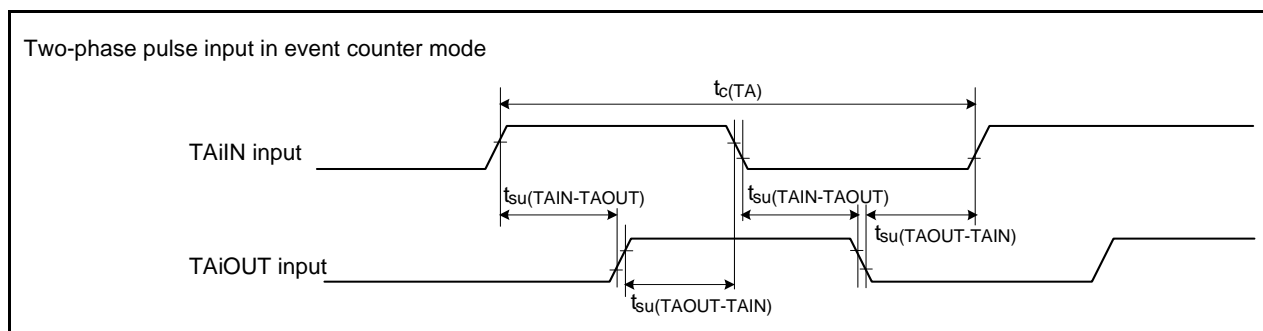 Two-phase pulse input in event counter mode
tc(TA)
TAiIN input
tsu(TAIN-TAOUT)
tsu(TAIN-TAOUT)
tsu(TAOUT-TAIN)
TAiOUT input
tsu(TAOUT-TAIN)